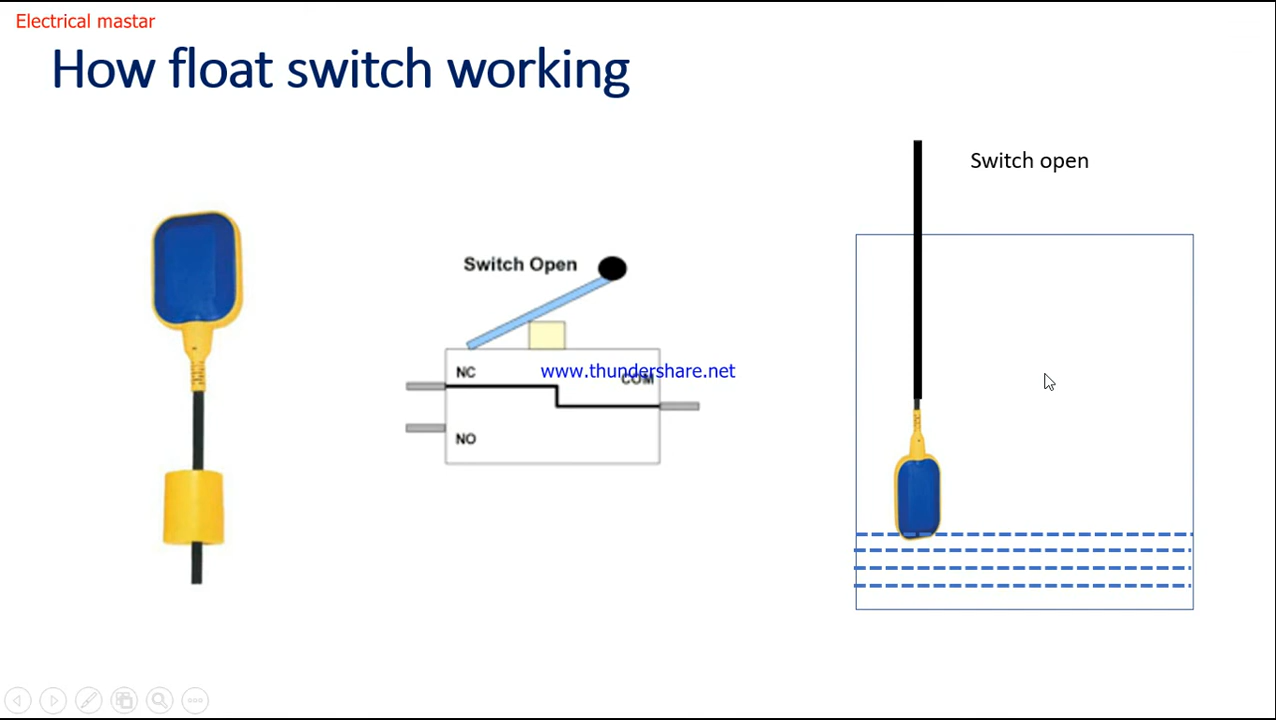 Electrical mastar
How float switch working
Switch open
Switch Open
NC
www.thundershare.net
COM
NO